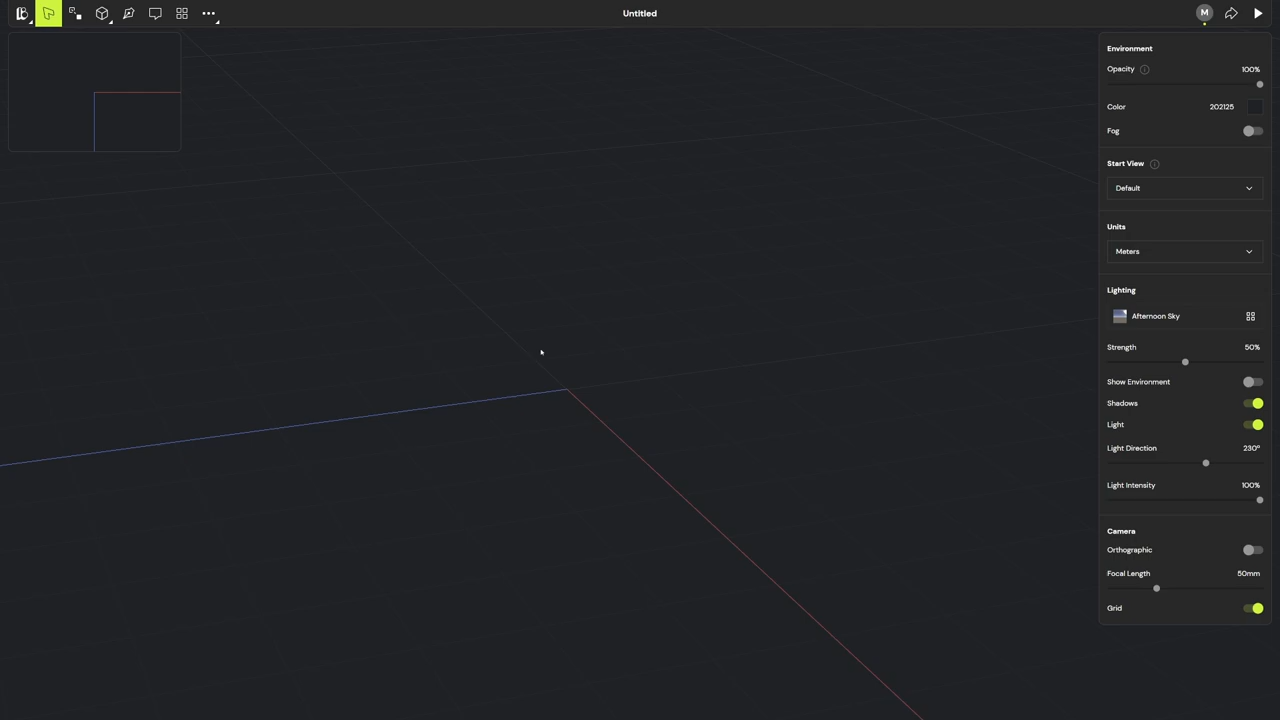 Untitled
M
Environment
Opacity 100%
Color 202125
Fog
Start View
Default
Units
Meters
Lighting
Afternoon Sky
Strength 50%
Show Environment
Shadows
Light
Light Direction 230°
Light Intensity 100%
Camera
Orthographic
Focal Length 50mm
Grid